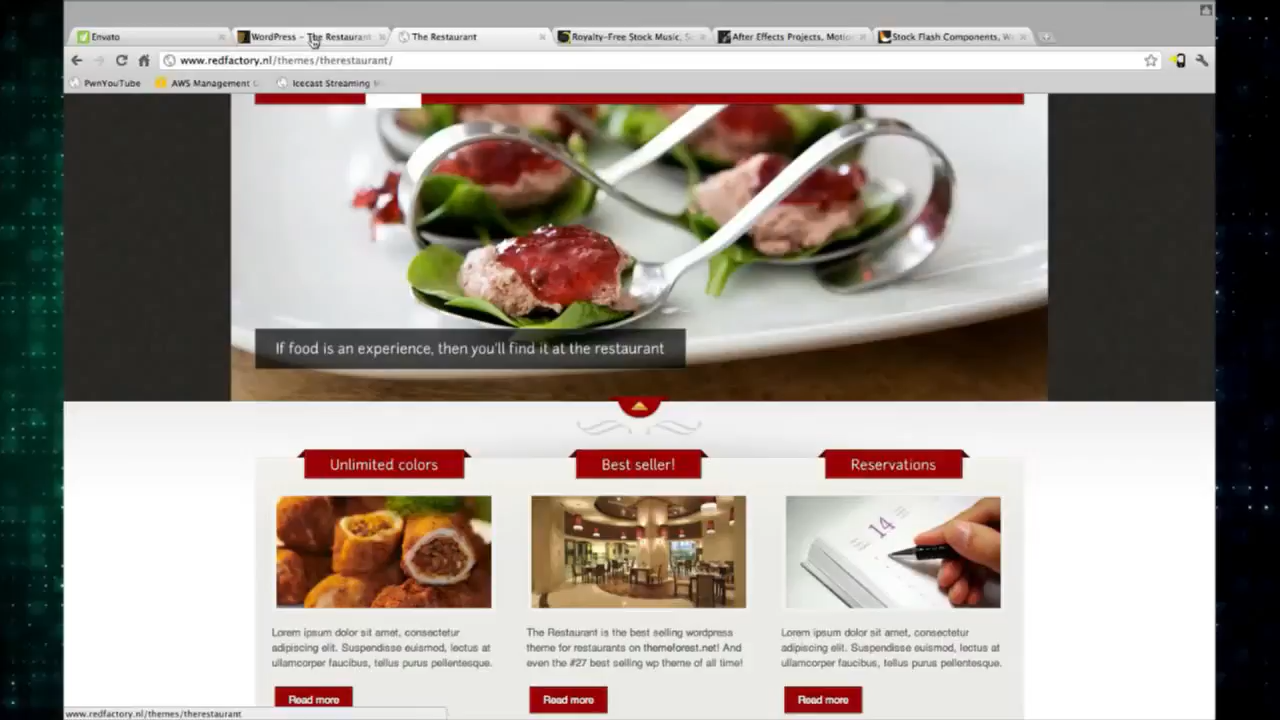 Envato
WordPress - The Restaurant
The Restaurant
Royalty-Free Stock Music, S
After Effects Projects, Motion
Stock Flash Components, W
www.redfactory.nl/themes/therestaurant/
PwnYouTube
AWS Management C
Icecast Streaming
If food is an experience, then you'll find it at the restaurant
Unlimited colors
Best seller!
Reservations
14
Lorem ipsum dolor sit amet, consectetur
adipiscing elit. Suspendisse euismod, lectus at
ullamcorper faucibus, tellus purus pellentesque.
The Restaurant is the best selling wordpress
theme for restaurants on themeforest.net! And
even the #27 best selling wp theme of all time!
Lorem ipsum dolor sit amet, consectetur
adipiscing elit. Suspendisse euismod, lectus at
ullamcorper faucibus, tellus purus pellentesque.
Read more
Read more
Read more
www.redfactory.nl/themes/therestaurant